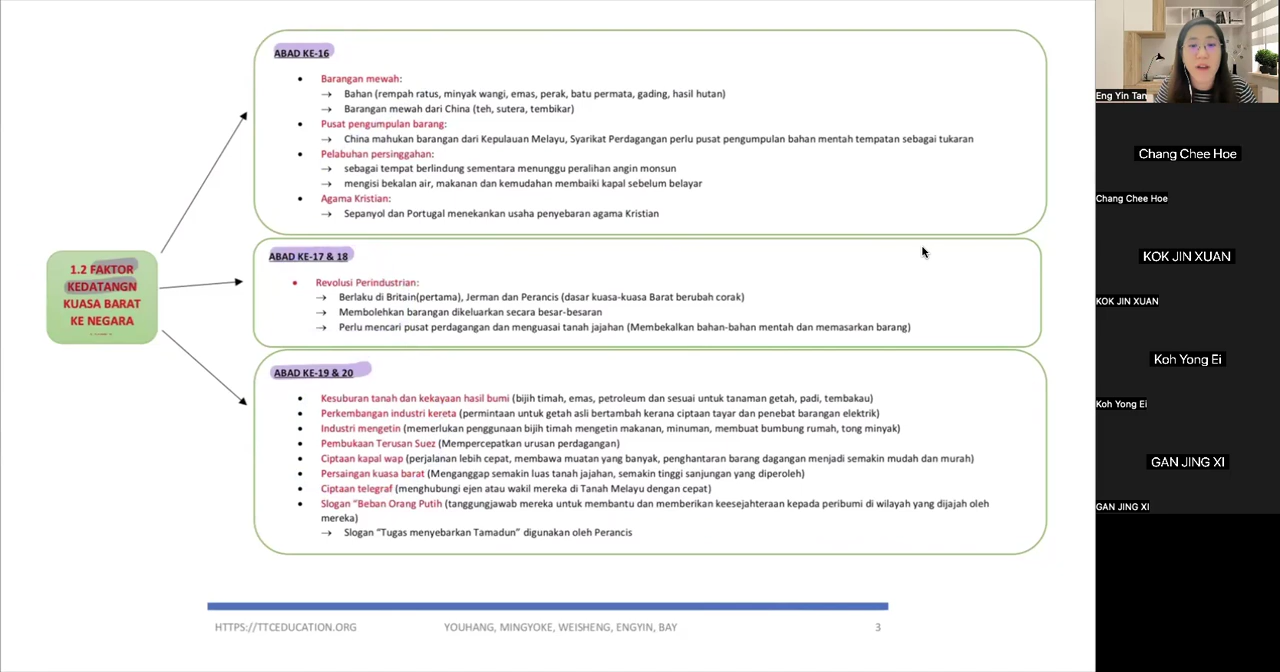 ABAD KE-16
• Barangan mewah:
→ Bahan (rempah ratus, minyak wangi, emas, perak, batu permata, gading, hasil hutan)
→ Barangan mewah dari China (teh, sutera, tembikar)
• Pusat pengumpulan barang:
→ China mahukan barangan dari Kepulauan Melayu, Syarikat Perdagangan perlu pusat pengumpulan bahan mentah tempatan sebagai tukaran
• Pelabuhan persinggahan:
→ sebagai tempat berlindung sementara menunggu peralihan angin monsun
→ mengisi bekalan air, makanan dan kemudahan membaiki kapal sebelum belayar
• Agama Kristian:
→ Sepanyol dan Portugal menekankan usaha penyebaran agama Kristian
1.2 FAKTOR
KEDATANGN
KUASA BARAT
KE NEGARA
ABAD KE-17 & 18
• Revolusi Perindustrian:
→ Berlaku di Britain(pertama), Jerman dan Perancis (dasar kuasa-kuasa Barat berubah corak)
→ Membolehkan barangan dikeluarkan secara besar-besaran
→ Perlu mencari pusat perdagangan dan menguasai tanah jajahan (Membekalkan bahan-bahan mentah dan memasarkan barang)
ABAD KE-19 & 20
• Kesuburan tanah dan kekayaan hasil bumi (bijih timah, emas, petroleum dan sesuai untuk tanaman getah, padi, tembakau)
• Perkembangan industri kereta (permintaan untuk getah asli bertambah kerana ciptaan tayar dan penebat barangan elektrik)
• Industri mengetin (memerlukan penggunaan bijih timah mengetin makanan, minuman, membuat bumbung rumah, tong minyak)
• Pembukaan Terusan Suez (Mempercepatkan urusan perdagangan)
• Ciptaan kapal wap (perjalanan lebih cepat, membawa muatan yang banyak, penghantaran barang dagangan menjadi semakin mudah dan murah)
• Persaingan kuasa barat (Menganggap semakin luas tanah jajahan, semakin tinggi sanjungan yang diperoleh)
• Ciptaan telegraf (menghubungi ejen atau wakil mereka di Tanah Melayu dengan cepat)
• Slogan "Beban Orang Putih (tanggungjawab mereka untuk membantu dan memberikan keesejahteraan kepada peribumi di wilayah yang dijajah oleh
mereka)
→ Slogan "Tugas menyebarkan Tamadun" digunakan oleh Perancis
HTTPS://TTCEDUCATION.ORG
YOUHANG, MINGYOKE, WEISHENG, ENGYIN, BAY
3
Eng Yin Tan
Chang Chee Hoe
Chang Chee Hoe
KOK JIN XUAN
KOK JIN XUAN
Koh Yong Ei
Koh Yong Ei
GAN JING XI
GAN JING XI